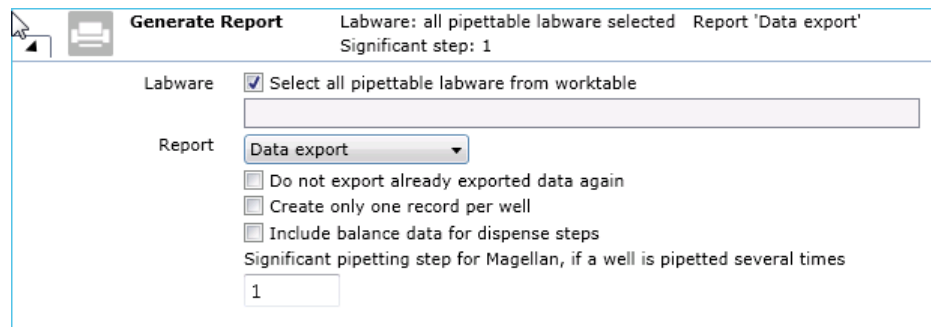 Generate Report Labware: all pipettable labware selected Report 'Data export'
Significant step: 1
Labware Select all pipettable labware from worktable
Report Data export
Do not export already exported data again
Create only one record per well
Include balance data for dispense steps
Significant pipetting step for Magellan, if a well is pipetted several times
1